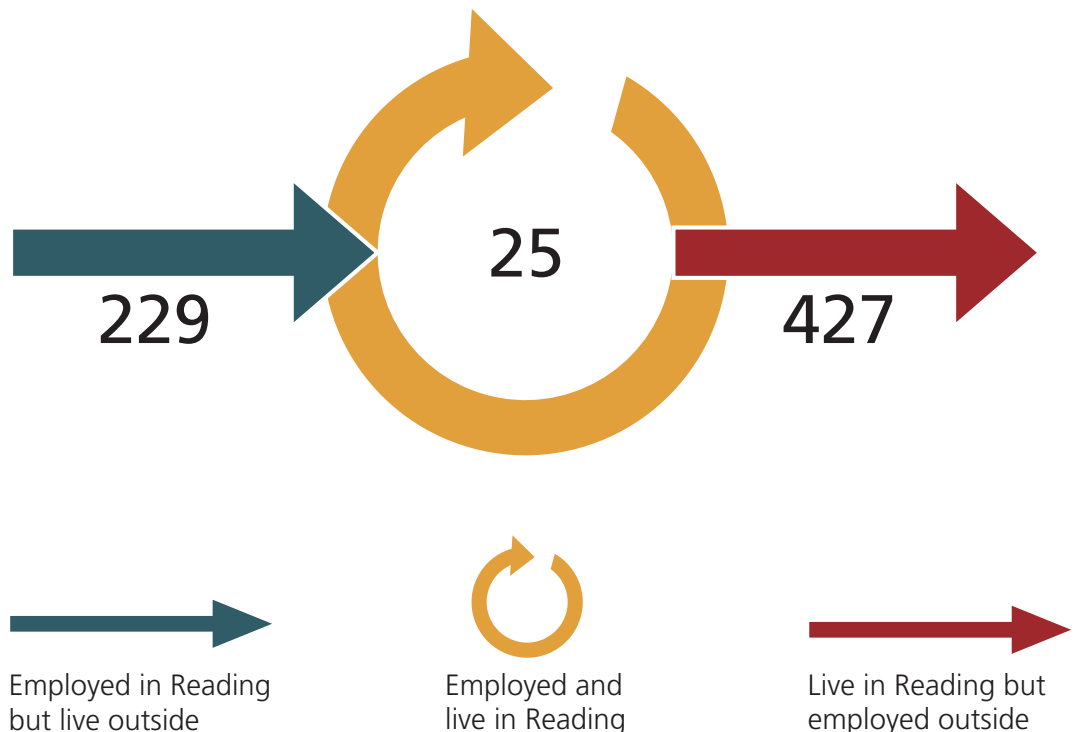 25
229
427
Employed in Reading
but live outside
Employed and
live in Reading
Live in Reading but
employed outside